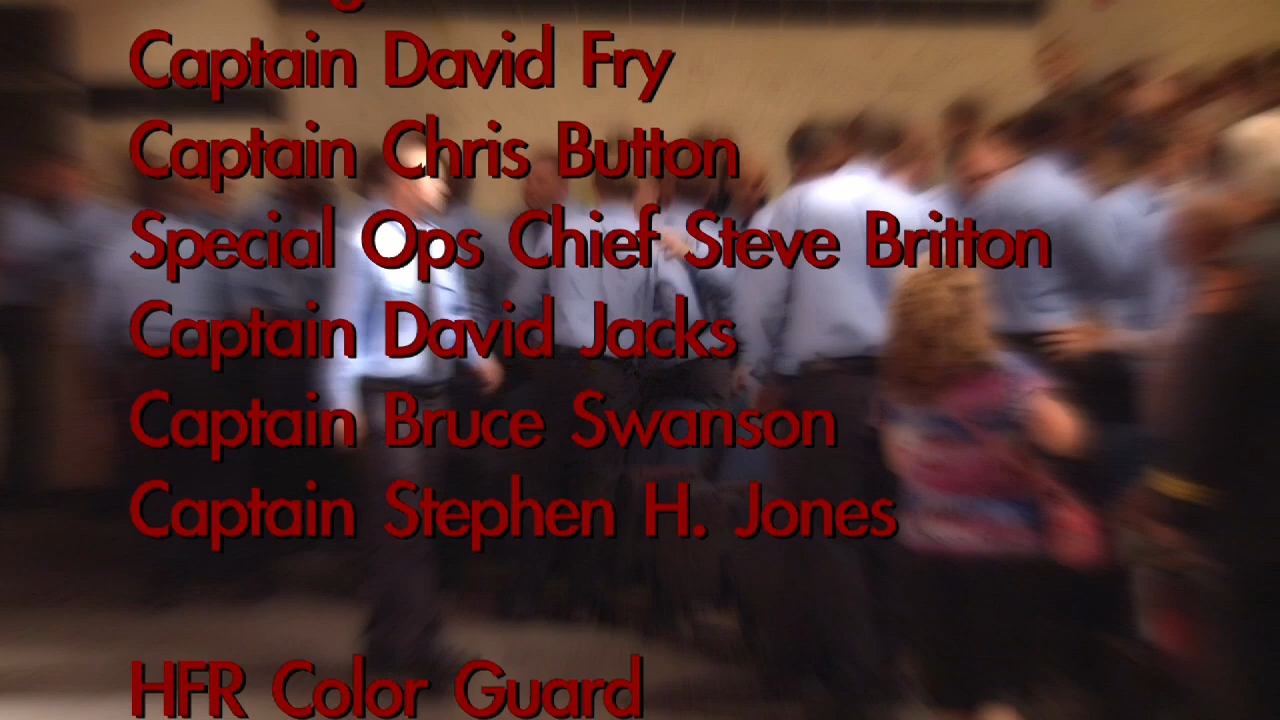 Captain David Fry
Captain Chris Button
Special Ops Chief Steve Britton
Captain David Jacks
Captain Bruce Swanson
Captain Stephen H. Jones
HFR Color Guard